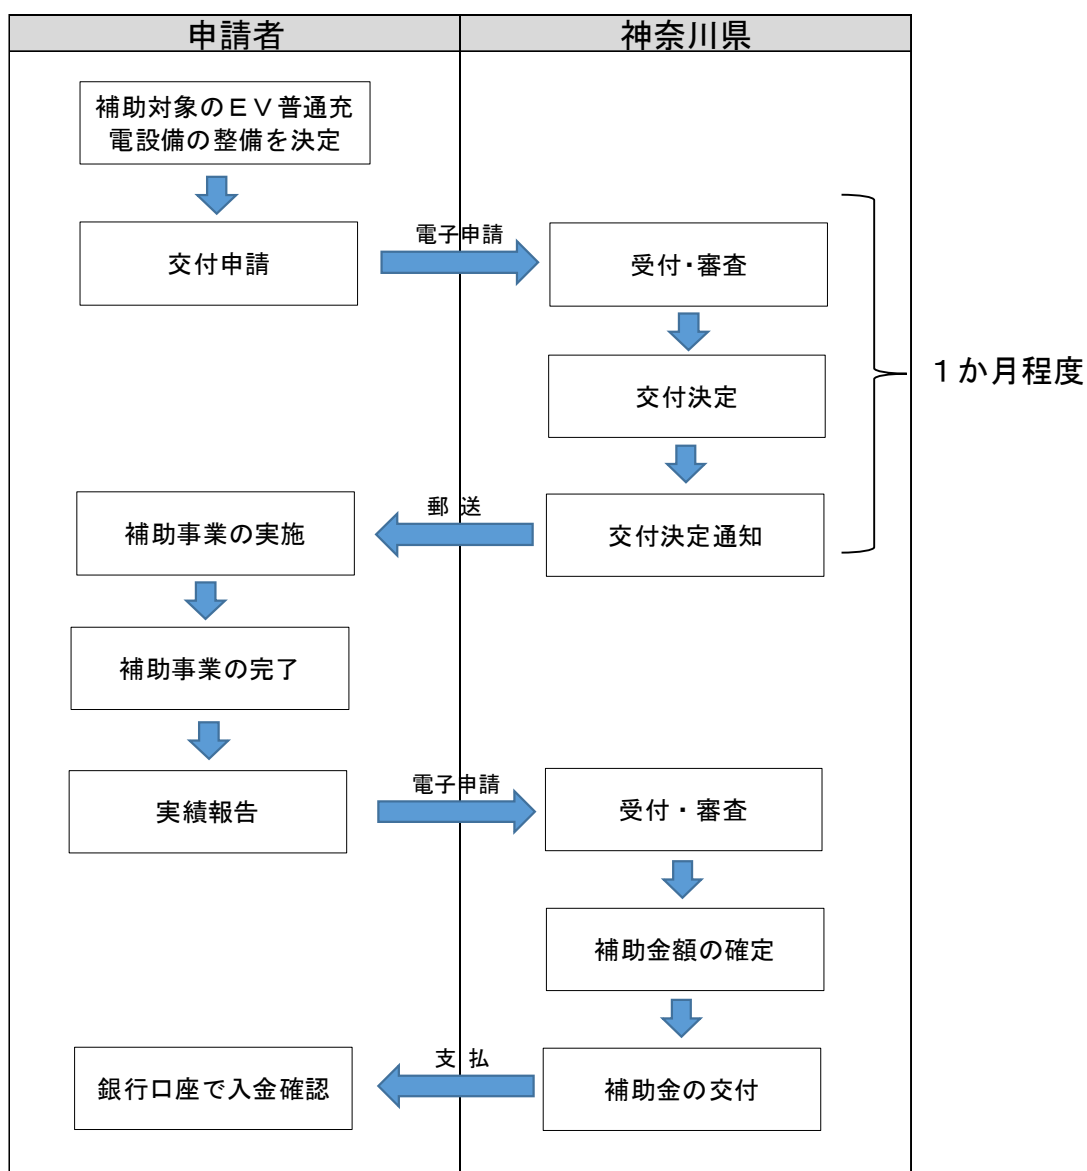 申請者
神奈川県
補助対象のＥＶ普通充
電設備の整備を決定
交付申請
電子申請
受付・審査
交付決定
１か月程度
交付決定通知
郵 送
補助事業の実施
補助事業の完了
実績報告
電子申請
受付・審査
補助金額の確定
補助金の交付
支 払
銀行口座で入金確認